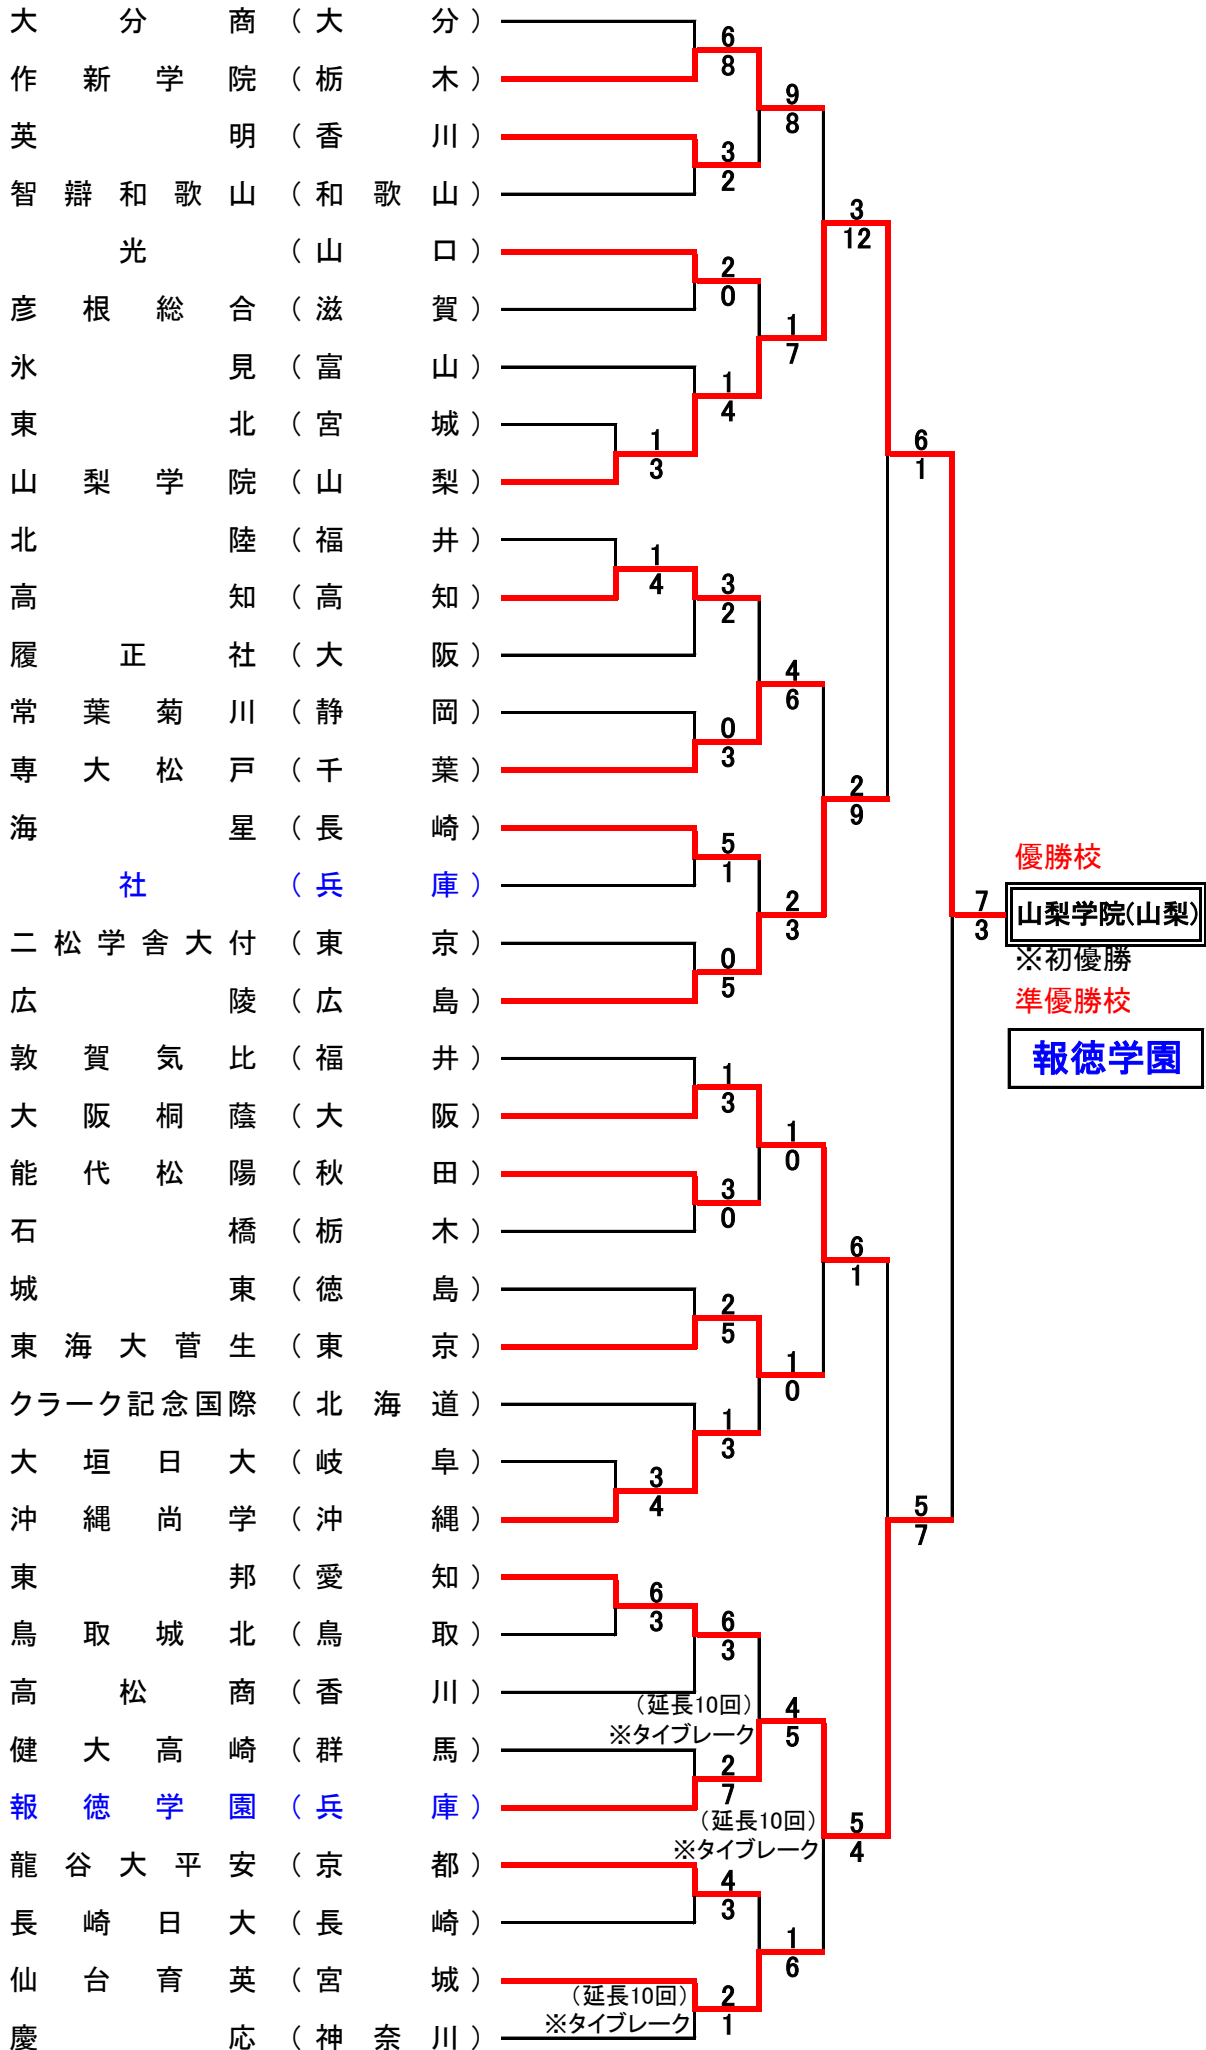 大分商（大分）
6
8
作新学院（栃木）
9
8
英明（香川）
3
2
智辯和歌山（和歌山）
3
12
光（山口）
2
0
彦根総合（滋賀）
1
7
氷見（富山）
1
4
東北（宮城）
1
3
6
1
山梨学院（山梨）
北陸（福井）
1
4
3
2
高知（高知）
履正社（大阪）
4
6
常葉菊川（静岡）
0
3
専大松戸（千葉）
2
9
海星（長崎）
5
1
優勝校
社（兵庫）
2
3
7
3
山梨学院(山梨)
二松学舎大付（東京）
0
5
※初優勝
広陵（広島）
準優勝校
敦賀気比（福井）
1
3
報徳学園
大阪桐蔭（大阪）
1
0
能代松陽（秋田）
3
0
石橋（栃木）
6
1
城東（徳島）
2
5
東海大菅生（東京）
1
0
クラーク記念国際（北海道）
1
3
大垣日大（岐阜）
3
4
沖縄尚学（沖縄）
5
7
東邦（愛知）
6
3
鳥取城北（鳥取）
6
3
高松商（香川）
（延長10回）
※タイブレーク
4
5
健大高崎（群馬）
2
7
報徳学園（兵庫）
（延長10回）
※タイブレーク
5
4
龍谷大平安（京都）
4
3
長崎日大（長崎）
1
6
仙台育英（宮城）
（延長10回）
※タイブレーク
2
1
慶応（神奈川）